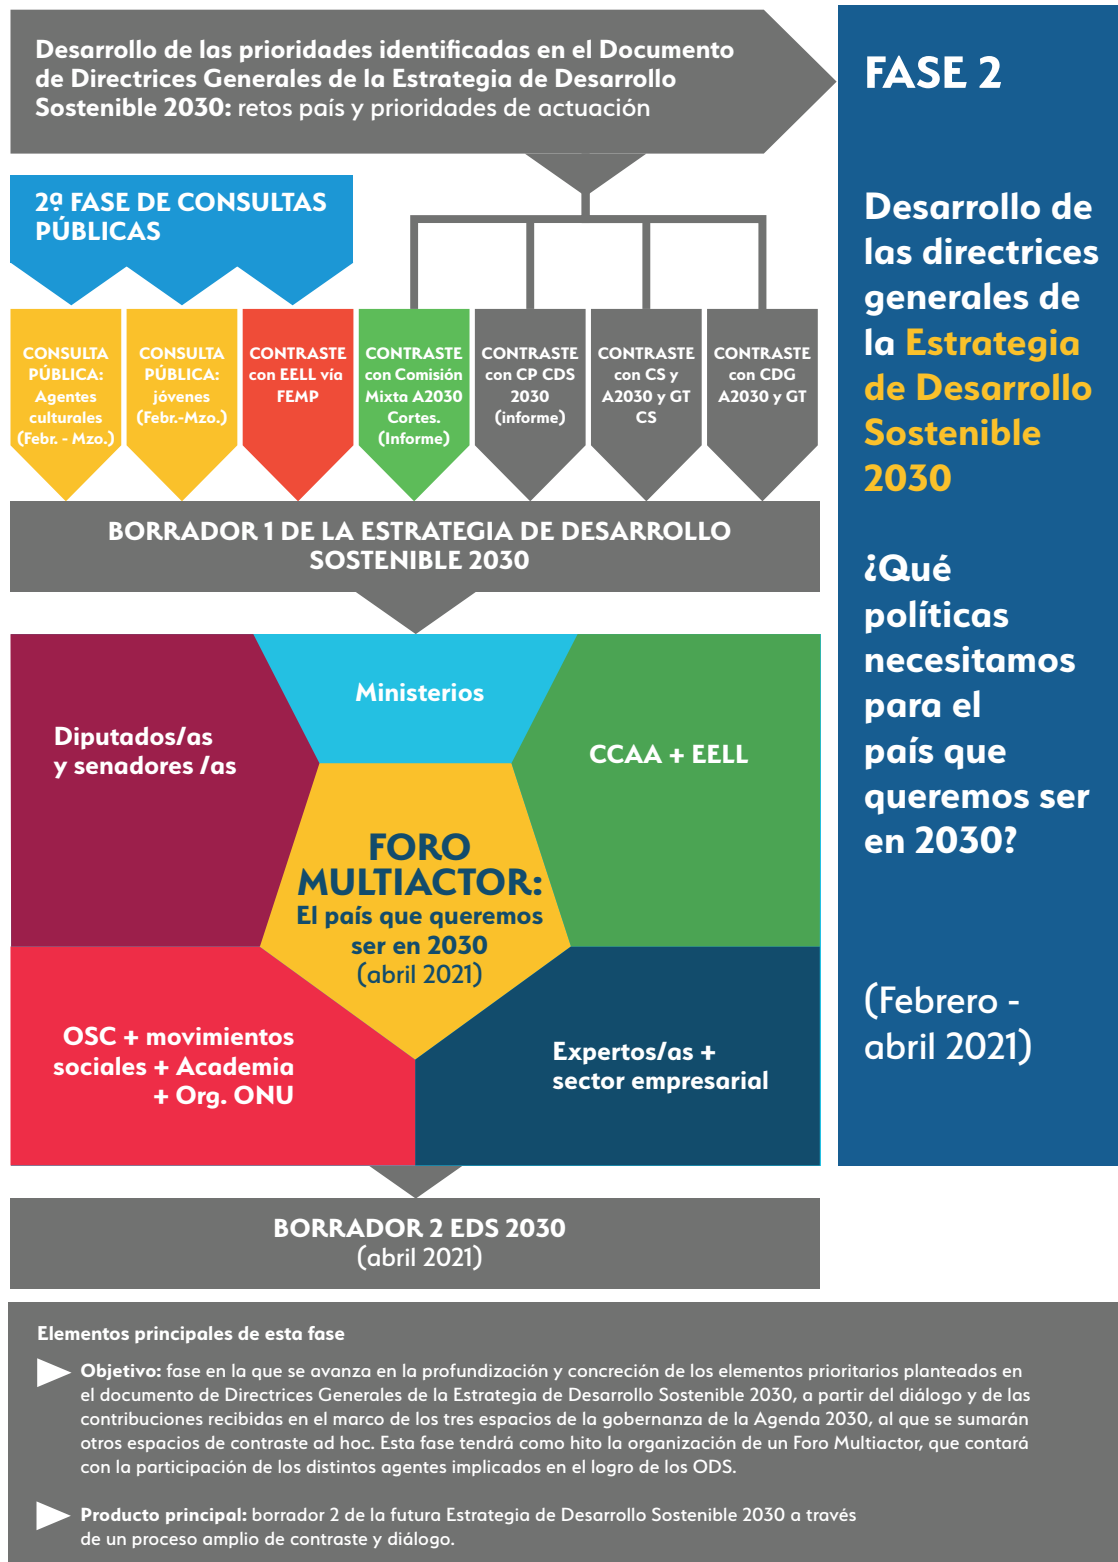 Desarrollo de las prioridades identificadas en el Documento
de Directrices Generales de la Estrategia de Desarrollo
Sostenible 2030: retos país y prioridades de actuación
FASE 2
Desarrollo de
las directrices
generales de
la Estrategia
de Desarrollo
Sostenible
2030
¿Qué
políticas
necesitamos
para el
país que
queremos ser
en 2030?
(Febrero -
abril 2021)
2ª FASE DE CONSULTAS
PÚBLICAS
CONSULTA
PÚBLICA:
Agentes
culturales
(Febr. - Mzo.)
CONSULTA
PÚBLICA:
jóvenes
(Febr.-Mzo.)
CONTRASTE
con EELL vía
FEMP
CONTRASTE
con Comisión
Mixta A2030
Cortes.
(Informe)
CONTRASTE
con CP CDS
2030
(informe)
CONTRASTE
con CS y
A2030 y GT
CS
CONTRASTE
con CDG
A2030 y GT
BORRADOR 1 DE LA ESTRATEGIA DE DESARROLLO
SOSTENIBLE 2030
Ministerios
Diputados/as
y senadores /as
CCAA + EELL
FORO
MULTIACTOR:
El país que queremos
ser en 2030
(abril 2021)
OSC + movimientos
sociales + Academia
+ Org. ONU
Expertos/as +
sector empresarial
BORRADOR 2 EDS 2030
(abril 2021)
Elementos principales de esta fase
Objetivo: fase en la que se avanza en la profundización y concreción de los elementos prioritarios planteados en
el documento de Directrices Generales de la Estrategia de Desarrollo Sostenible 2030, a partir del diálogo y de las
contribuciones recibidas en el marco de los tres espacios de la gobernanza de la Agenda 2030, al que se sumarán
otros espacios de contraste ad hoc. Esta fase tendrá como hito la organización de un Foro Multiactor, que contará
con la participación de los distintos agentes implicados en el logro de los ODS.
Producto principal: borrador 2 de la futura Estrategia de Desarrollo Sostenible 2030 a través
de un proceso amplio de contraste y diálogo.